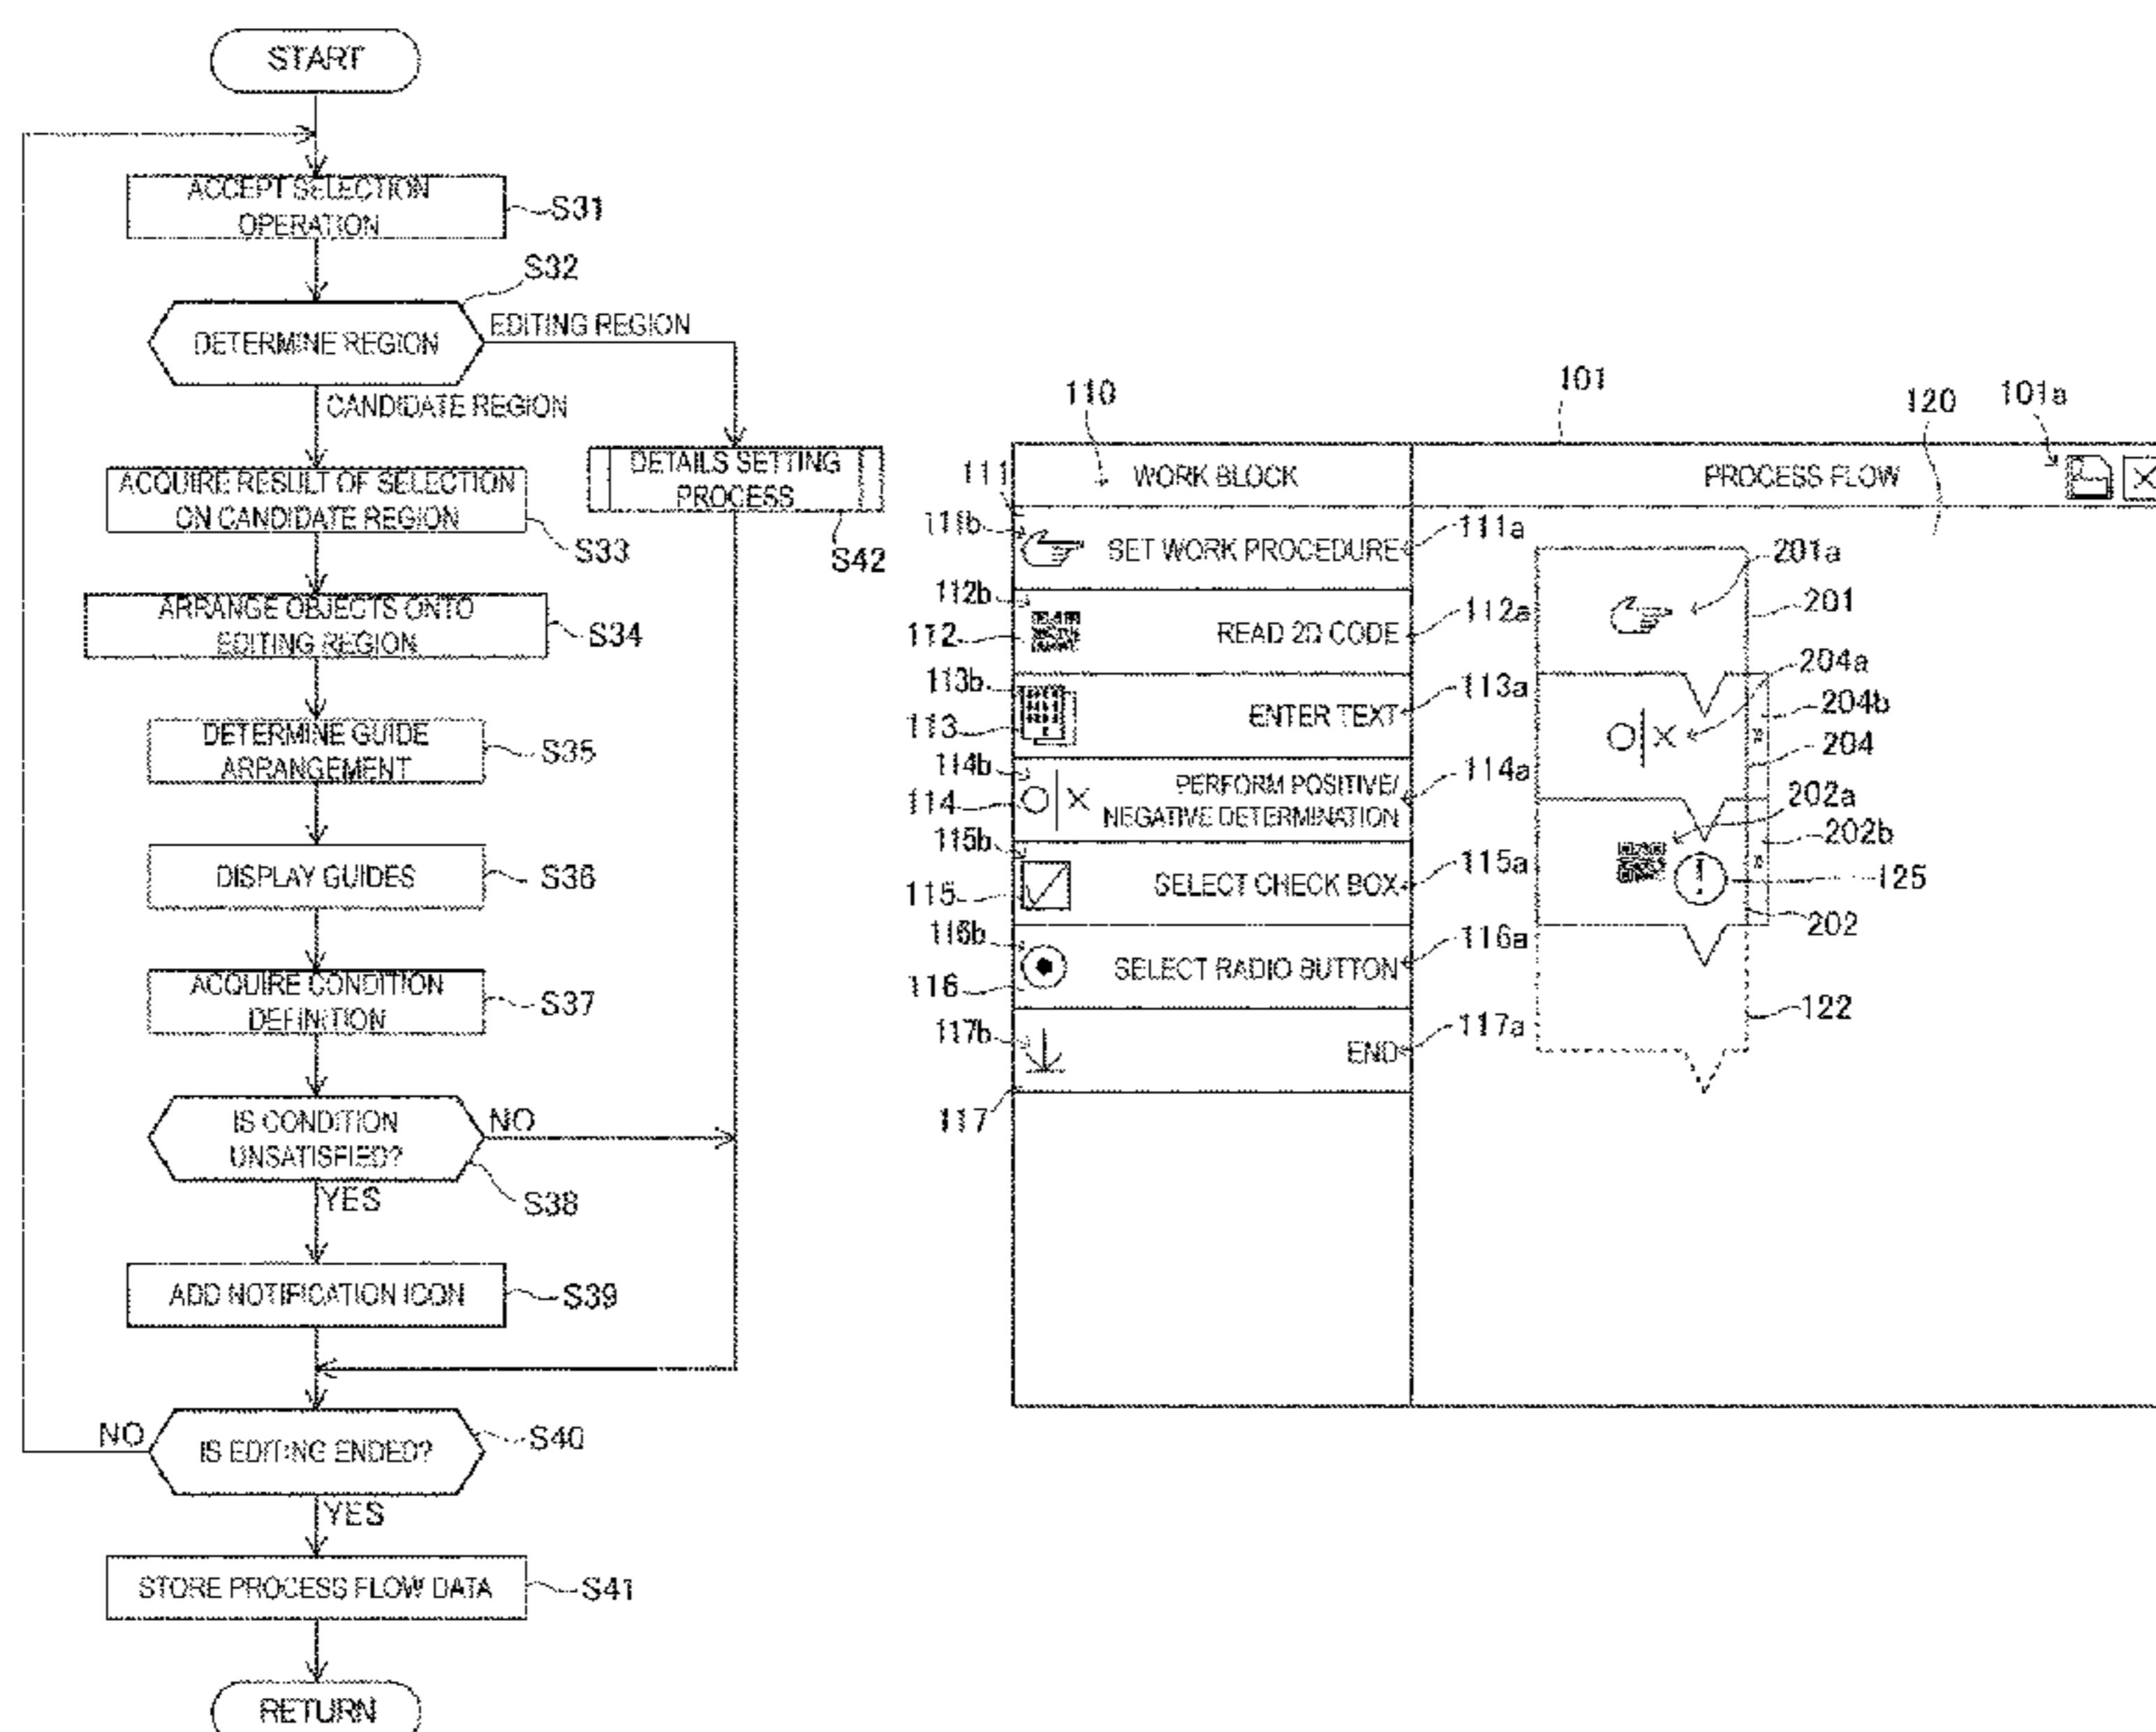 START
ACCEPT SELECTION
OPERATION
S31
S32
DETERMINE REGION
EDITING REGION
CANDIDATE REGION
DETAILS SETTING
PROCESS
S42
ACQUIRE RESULT OF SELECTION
ON CANDIDATE REGION
S33
ARRANGE OBJECTS ONTO
EDITING REGION
S34
DETERMINE GUIDE
ARRANGEMENT
S35
DISPLAY GUIDES
S36
ACQUIRE CONDITION
DEFINITION
S37
IS CONDITION
UNSATISFIED?
NO
S38
YES
ADD NOTIFICATION ICON
S39
NO
IS EDITING ENDED?
S40
YES
STORE PROCESS FLOW DATA
S41
RETURN
110
101
120
101a
WORK BLOCK
PROCESS FLOW
111
111b
SET WORK PROCEDURE
111a
112b
112
READ 2D CODE
112a
113b
113
ENTER TEXT
113a
114b
114
PERFORM POSITIVE/
NEGATIVE DETERMINATION
114a
115b
115
SELECT CHECK BOX
115a
116b
116
SELECT RADIO BUTTON
116a
117b
END
117a
117
201a
201
204a
204b
204
202a
202b
125
202
122